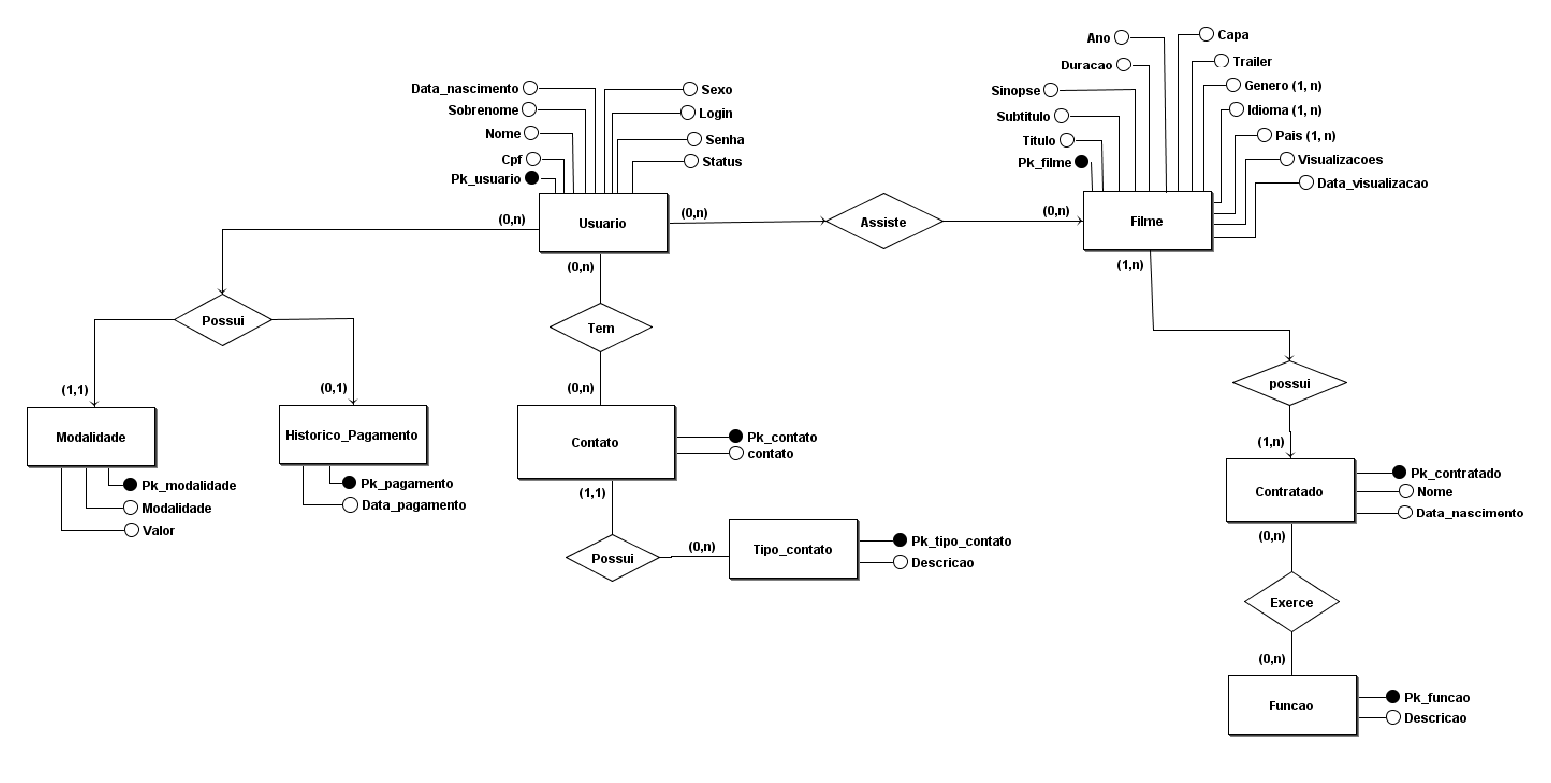 Ano
Capa
Duracao
Trailer
Sinopse
Genero (1, n)
Subtitulo
Idioma (1, n)
Titulo
Pais (1, n)
Pk_filme
Visualizacoes
Data_visualizacao
Data_nascimento
Sexo
Sobrenome
Login
Nome
Senha
Cpf
Status
Pk_usuario
(0,n)
Usuario
(0,n)
Assiste
(0,n)
Filme
(0,n)
(1,n)
Possui
Tem
possui
(1,1)
(0,1)
(0,n)
(1,n)
Modalidade
Historico_Pagamento
Contato
Pk_contato
contato
Contratado
Pk_contratado
Nome
Data_nascimento
Pk_modalidade
Modalidade
Valor
Pk_pagamento
Data_pagamento
(1,1)
Possui
(0,n)
Tipo_contato
Pk_tipo_contato
Descricao
(0,n)
Exerce
(0,n)
Funcao
Pk_funcao
Descricao